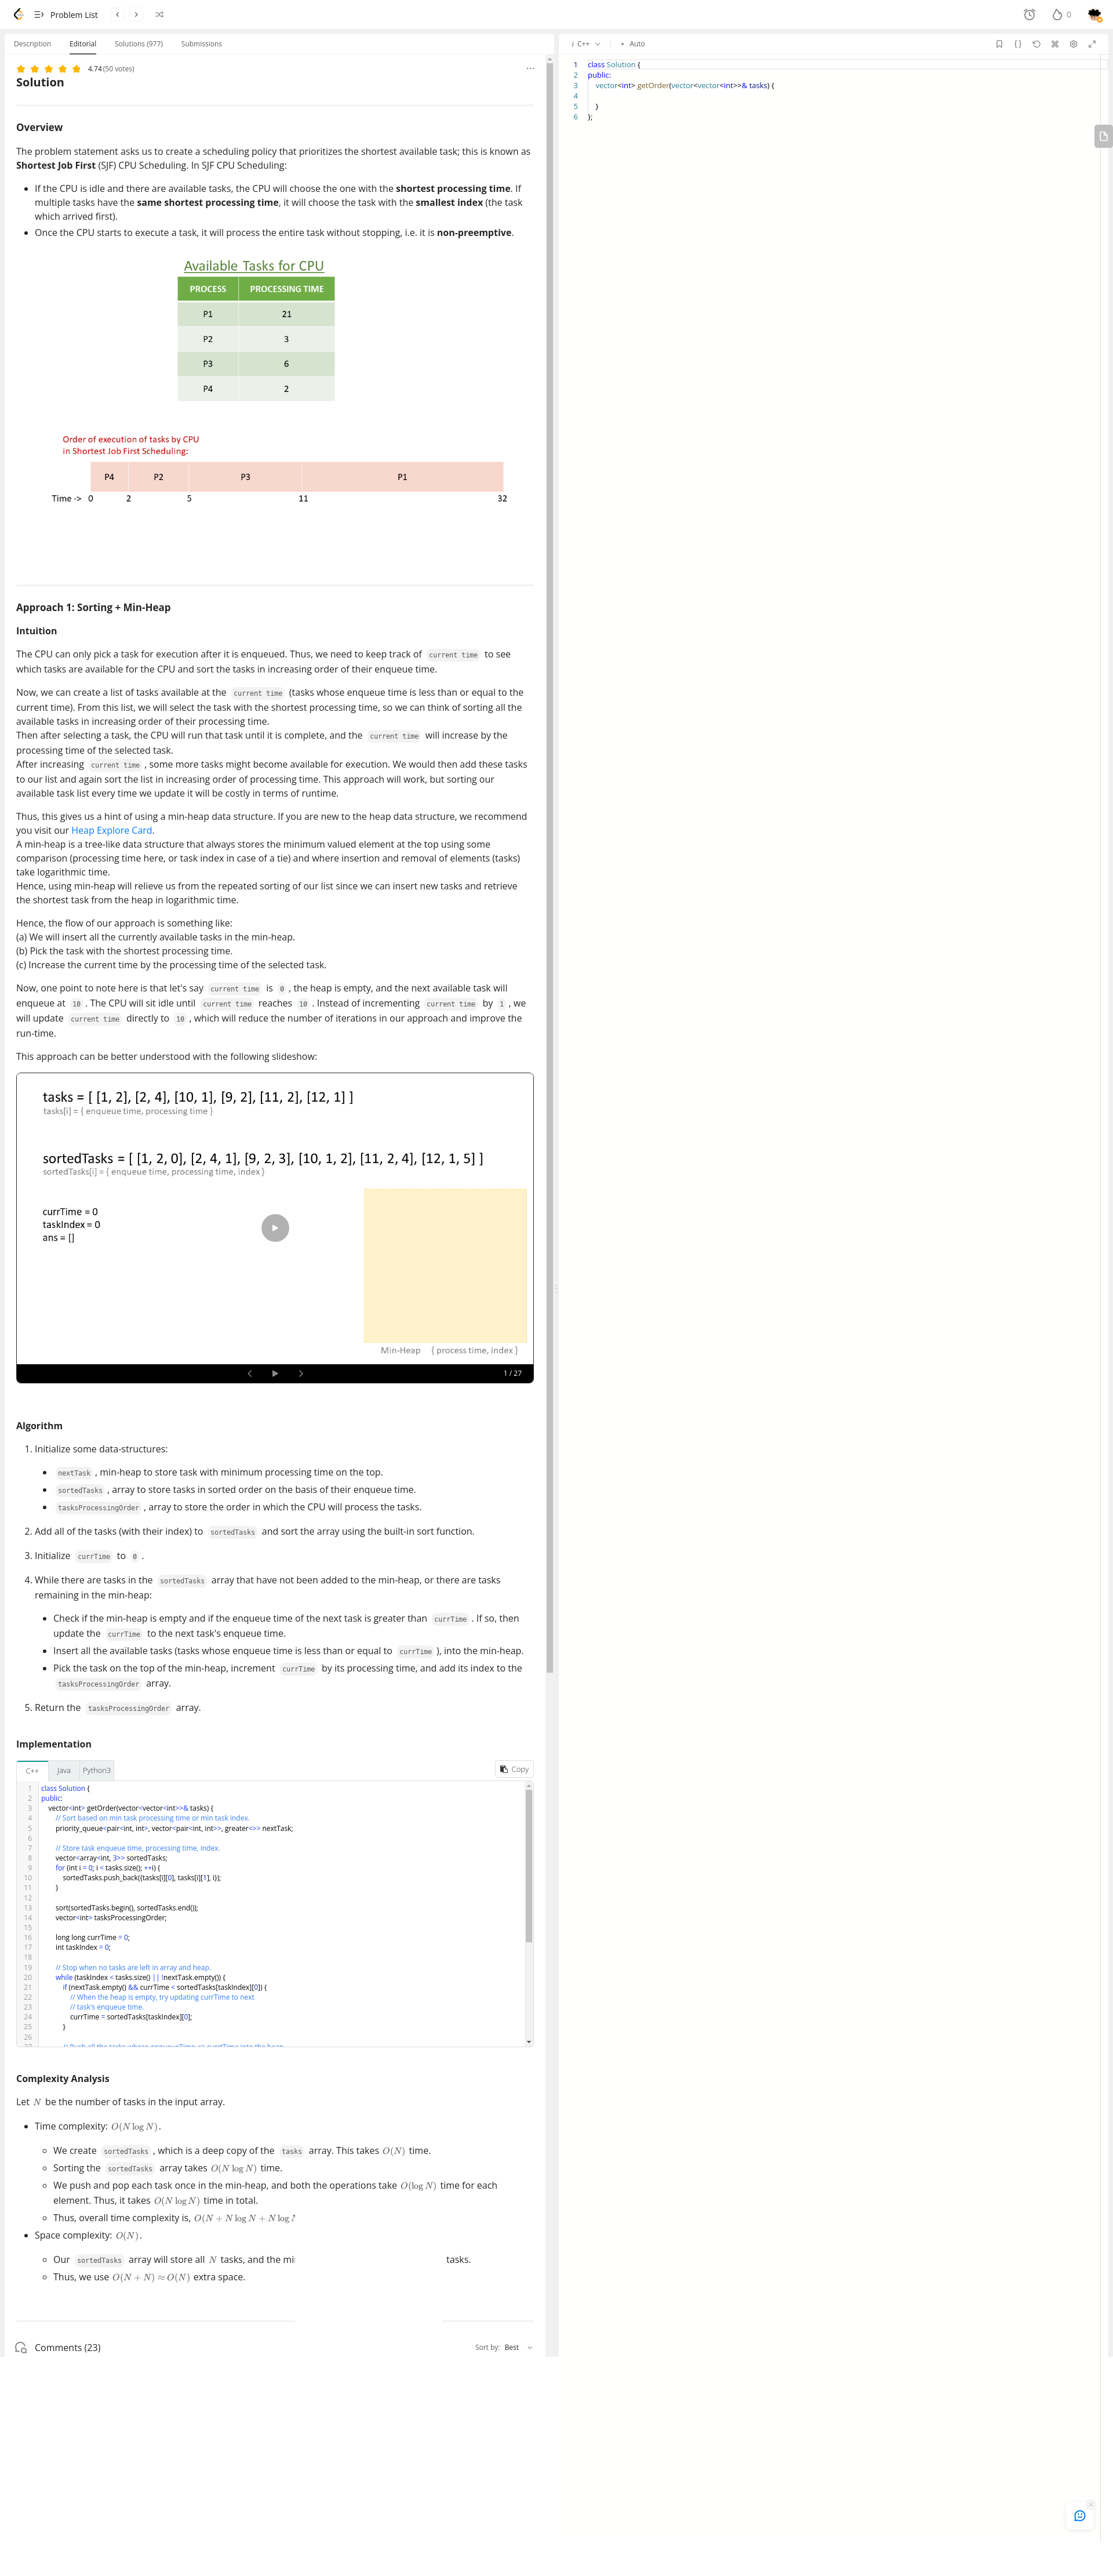 Problem List
0
Description Editorial Solutions (977) Submissions
4.74 (50 votes)
Solution
Overview
The problem statement asks us to create a scheduling policy that prioritizes the shortest available task; this is known as
Shortest Job First (SJF) CPU Scheduling. In SJF CPU Scheduling:
• If the CPU is idle and there are available tasks, the CPU will choose the one with the shortest processing time. If
multiple tasks have the same shortest processing time, it will choose the task with the smallest index (the task
which arrived first).
• Once the CPU starts to execute a task, it will process the entire task without stopping, i.e. it is non-preemptive.
Available Tasks for CPU
PROCESS PROCESSING TIME
P1 21
P2 3
P3 6
P4 2
Order of execution of tasks by CPU
in Shortest Job First Scheduling:
P4 P2 P3 P1
Time -> 0 2 5 11 32
Approach 1: Sorting + Min-Heap
Intuition
The CPU can only pick a task for execution after it is enqueued. Thus, we need to keep track of current time to see
which tasks are available for the CPU and sort the tasks in increasing order of their enqueue time.
Now, we can create a list of tasks available at the current time (tasks whose enqueue time is less than or equal to the
current time). From this list, we will select the task with the shortest processing time, so we can think of sorting all the
available tasks in increasing order of their processing time.
Then after selecting a task, the CPU will run that task until it is complete, and the current time will increase by the
processing time of the selected task.
After increasing current time , some more tasks might become available for execution. We would then add these tasks
to our list and again sort the list in increasing order of processing time. This approach will work, but sorting our
available task list every time we update it will be costly in terms of runtime.
Thus, this gives us a hint of using a min-heap data structure. If you are new to the heap data structure, we recommend
you visit our Heap Explore Card.
A min-heap is a tree-like data structure that always stores the minimum valued element at the top using some
comparison (processing time here, or task index in case of a tie) and where insertion and removal of elements (tasks)
take logarithmic time.
Hence, using min-heap will relieve us from the repeated sorting of our list since we can insert new tasks and retrieve
the shortest task from the heap in logarithmic time.
Hence, the flow of our approach is something like:
(a) We will insert all the currently available tasks in the min-heap.
(b) Pick the task with the shortest processing time.
(c) Increase the current time by the processing time of the selected task.
Now, one point to note here is that let's say current time is 0 , the heap is empty, and the next available task will
enqueue at 10 . The CPU will sit idle until current time reaches 10 . Instead of incrementing current time by 1 , we
will update current time directly to 10 , which will reduce the number of iterations in our approach and improve the
run-time.
This approach can be better understood with the following slideshow:
tasks = [ [1, 2], [2, 4], [10, 1], [9, 2], [11, 2], [12, 1] ]
tasks[i] = { enqueue time, processing time }
sortedTasks = [ [1, 2, 0], [2, 4, 1], [9, 2, 3], [10, 1, 2], [11, 2, 4], [12, 1, 5] ]
sortedTasks[i] = { enqueue time, processing time, index }
currTime = 0
taskIndex = 0
ans = []
Min-Heap { process time, index }
1 / 27
Algorithm
1. Initialize some data-structures:
• nextTask , min-heap to store task with minimum processing time on the top.
• sortedTasks , array to store tasks in sorted order on the basis of their enqueue time.
• tasksProcessingOrder , array to store the order in which the CPU will process the tasks.
2. Add all of the tasks (with their index) to sortedTasks and sort the array using the built-in sort function.
3. Initialize currTime to 0 .
4. While there are tasks in the sortedTasks array that have not been added to the min-heap, or there are tasks
remaining in the min-heap:
• Check if the min-heap is empty and if the enqueue time of the next task is greater than currTime . If so, then
update the currTime to the next task's enqueue time.
• Insert all the available tasks (tasks whose enqueue time is less than or equal to currTime ), into the min-heap.
• Pick the task on the top of the min-heap, increment currTime by its processing time, and add its index to the
tasksProcessingOrder array.
5. Return the tasksProcessingOrder array.
Implementation
C++ Java Python3 Copy
1 class Solution {
2 public:
3 vector<int> getOrder(vector<vector<int>>& tasks) {
4 // Sort based on min task processing time or min task index.
5 priority_queue<pair<int, int>, vector<pair<int, int>>, greater<>> nextTask;
6
7 // Store task enqueue time, processing time, index.
8 vector<array<int, 3>> sortedTasks;
9 for (int i = 0; i < tasks.size(); ++i) {
10 sortedTasks.push_back({tasks[i][0], tasks[i][1], i});
11 }
12
13 sort(sortedTasks.begin(), sortedTasks.end());
14 vector<int> tasksProcessingOrder;
15
16 long long currTime = 0;
17 int taskIndex = 0;
18
19 // Stop when no tasks are left in array and heap.
20 while (taskIndex < tasks.size() || !nextTask.empty()) {
21 if (nextTask.empty() && currTime < sortedTasks[taskIndex][0]) {
22 // When the heap is empty, try updating currTime to next
23 // task's enqueue time.
24 currTime = sortedTasks[taskIndex][0];
25 }
26
Complexity Analysis
Let N be the number of tasks in the input array.
• Time complexity: O(N log N).
◦ We create sortedTasks , which is a deep copy of the tasks array. This takes O(N) time.
◦ Sorting the sortedTasks array takes O(N log N) time.
◦ We push and pop each task once in the min-heap, and both the operations take O(log N) time for each
element. Thus, it takes O(N log N) time in total.
◦ Thus, overall time complexity is, O(N + N log N + N log N
• Space complexity: O(N).
◦ Our sortedTasks array will store all N tasks, and the mi tasks.
◦ Thus, we use O(N + N) ≈ O(N) extra space.
Comments (23)
Sort by: Best
i C++ • Auto
1 class Solution {
2 public:
3 vector<int> getOrder(vector<vector<int>>& tasks) {
4
5 }
6 };